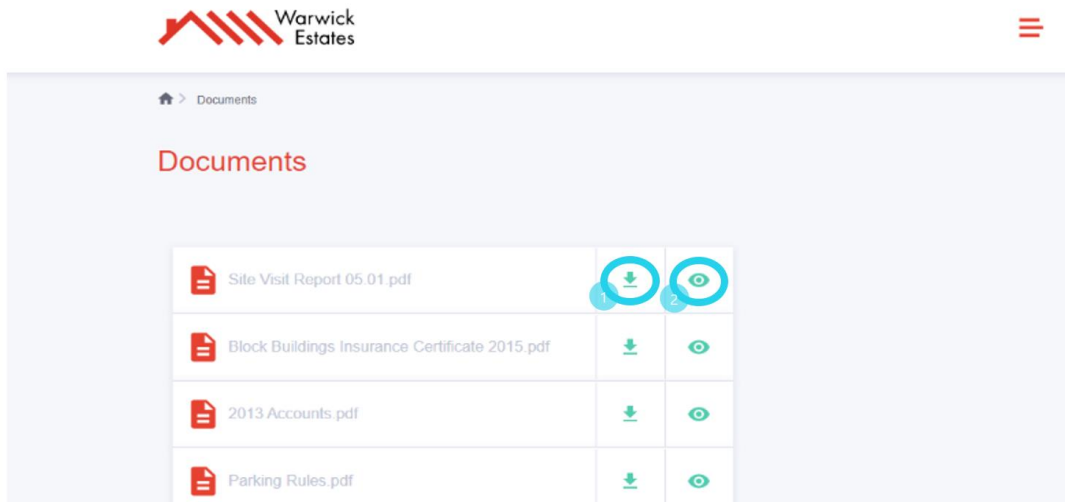 Warwick
Estates
Documents
Documents
Site Visit Report 05.01.pdf
1
2
Block Buildings Insurance Certificate 2015.pdf
2013 Accounts.pdf
Parking Rules.pdf